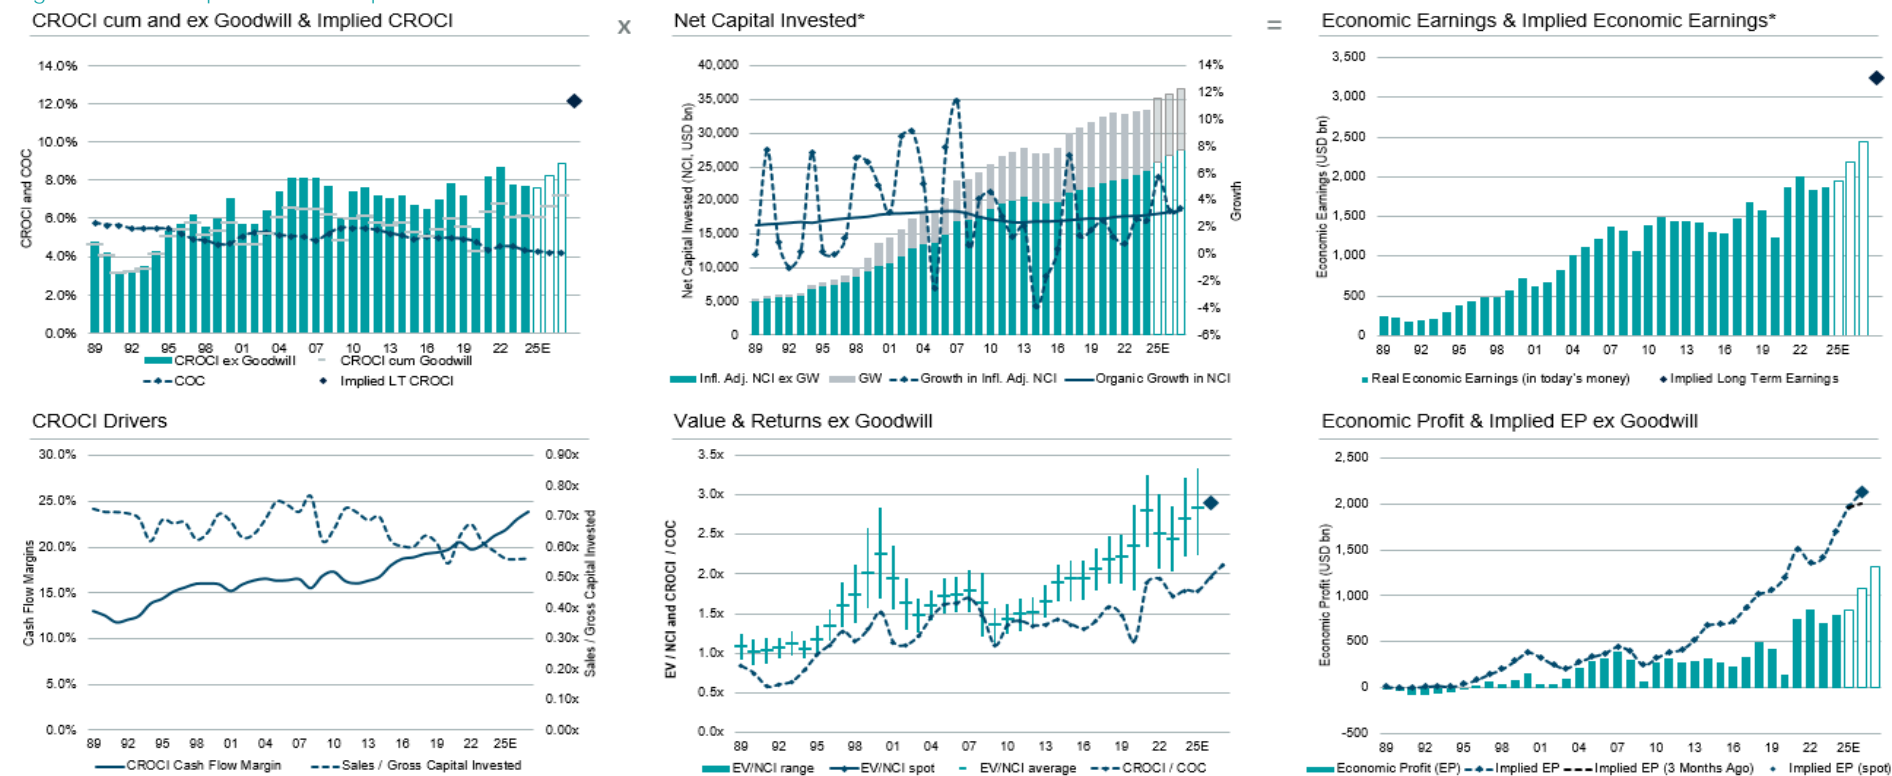 CROCI cum and ex Goodwill & Implied CROCI
14.0%
12.0%
10.0%
8.0%
6.0%
4.0%
2.0%
0.0%
CROCI and COC
89 92 95 98 01 04 07 10 13 16 19 22 25E
CROCI ex Goodwill CROCI cum Goodwill
COC Implied LT CROCI
x
Net Capital Invested*
40,000
35,000
30,000
25,000
20,000
15,000
10,000
5,000
0
Net Capital Invested (NCI, USD bn)
14%
12%
10%
8%
6%
4%
2%
0%
-2%
-4%
-6%
Growth
89 92 95 98 01 04 07 10 13 16 19 22 25E
Infl. Adj. NCI ex GW GW Growth in Infl. Adj. NCI Organic Growth in NCI
=
Economic Earnings & Implied Economic Earnings*
3,500
3,000
2,500
2,000
1,500
1,000
500
0
Economic Earnings (USD bn)
89 92 95 98 01 04 07 10 13 16 19 22 25E
Real Economic Earnings (in today's money) Implied Long Term Earnings
CROCI Drivers
30.0%
25.0%
20.0%
15.0%
10.0%
5.0%
0.0%
Cash Flow Margins
0.90x
0.80x
0.70x
0.60x
0.50x
0.40x
0.30x
0.20x
0.10x
0.00x
Sales / Gross Capital Invested
89 92 95 98 01 04 07 10 13 16 19 22 25E
CROCI Cash Flow Margin Sales / Gross Capital Invested
Value & Returns ex Goodwill
3.5x
3.0x
2.5x
2.0x
1.5x
1.0x
0.5x
0.0x
EV / NCI and CROCI / COC
89 92 95 98 01 04 07 10 13 16 19 22 25E
EV/NCI range EV/NCI spot EV/NCI average CROCI / COC
Economic Profit & Implied EP ex Goodwill
2,500
2,000
1,500
1,000
500
0
-500
Economic Profit (USD bn)
89 92 95 98 01 04 07 10 13 16 19 22 25E
Economic Profit (EP) Implied EP Implied EP (3 Months Ago) Implied EP (spot)